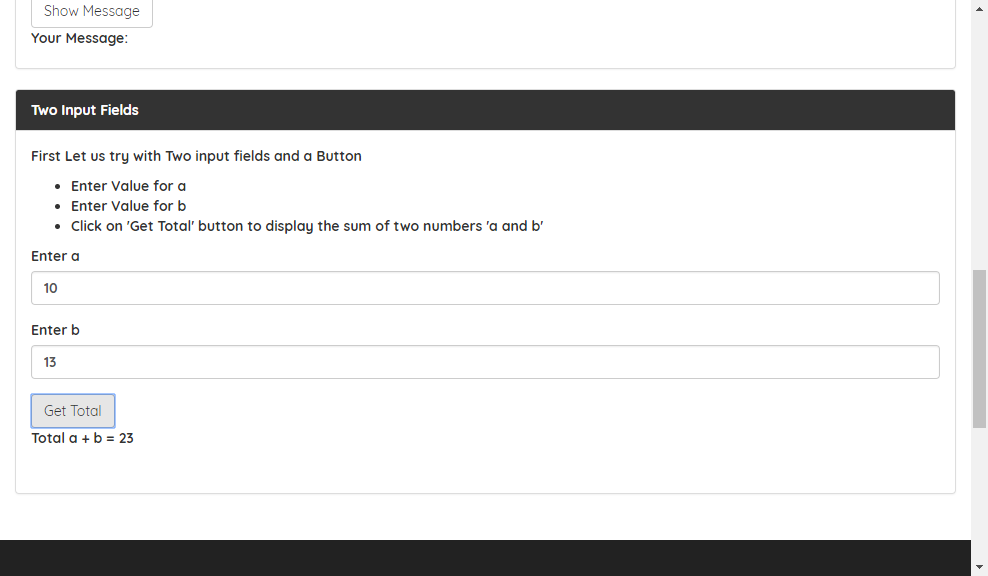 Show Message
Your Message:
Two Input Fields
First Let us try with Two input fields and a Button
• Enter Value for a
• Enter Value for b
• Click on 'Get Total' button to display the sum of two numbers 'a and b'
Enter a
10
Enter b
13
Get Total
Total a + b = 23